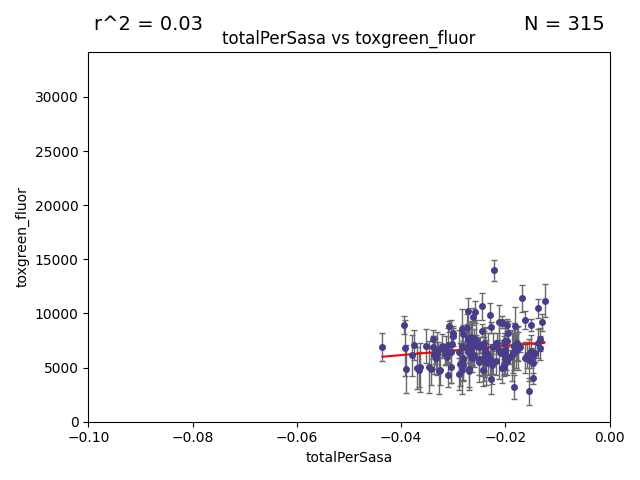 r^2 = 0.03
N = 315
totalPerSasa vs toxgreen_fluor
30000
25000
20000
15000
10000
5000
0
toxgreen_fluor
−0.10
−0.08
−0.06
−0.04
−0.02
0.00
totalPerSasa